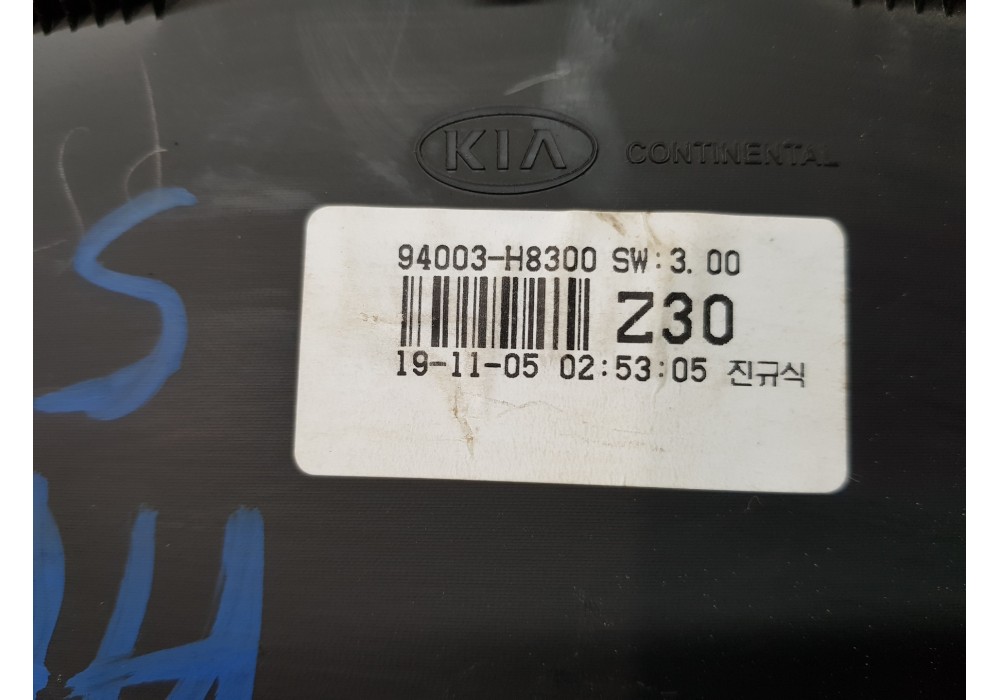 KIA CONTINENTAL
94003-H8300 SW:3.00
Z30
19-11-05 02:53:05 진규식
S